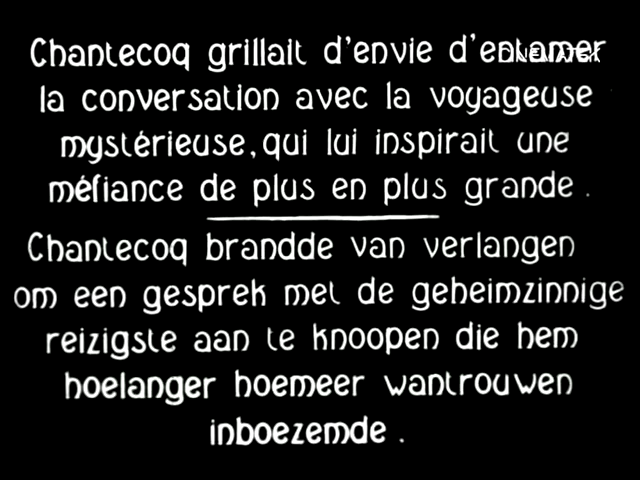 Chantecoq grillait d'envie d'entamer
CINEMATEK
la conversation avec la voyageuse
mystérieuse, qui lui inspirait une
méfiance de plus en plus grande.
Chantecoq brandde van verlangen
om een gesprek met de geheimzinnige
reizigste aan te knoopen die hem
hoelanger hoemeer wantrouwen
inboezemde.